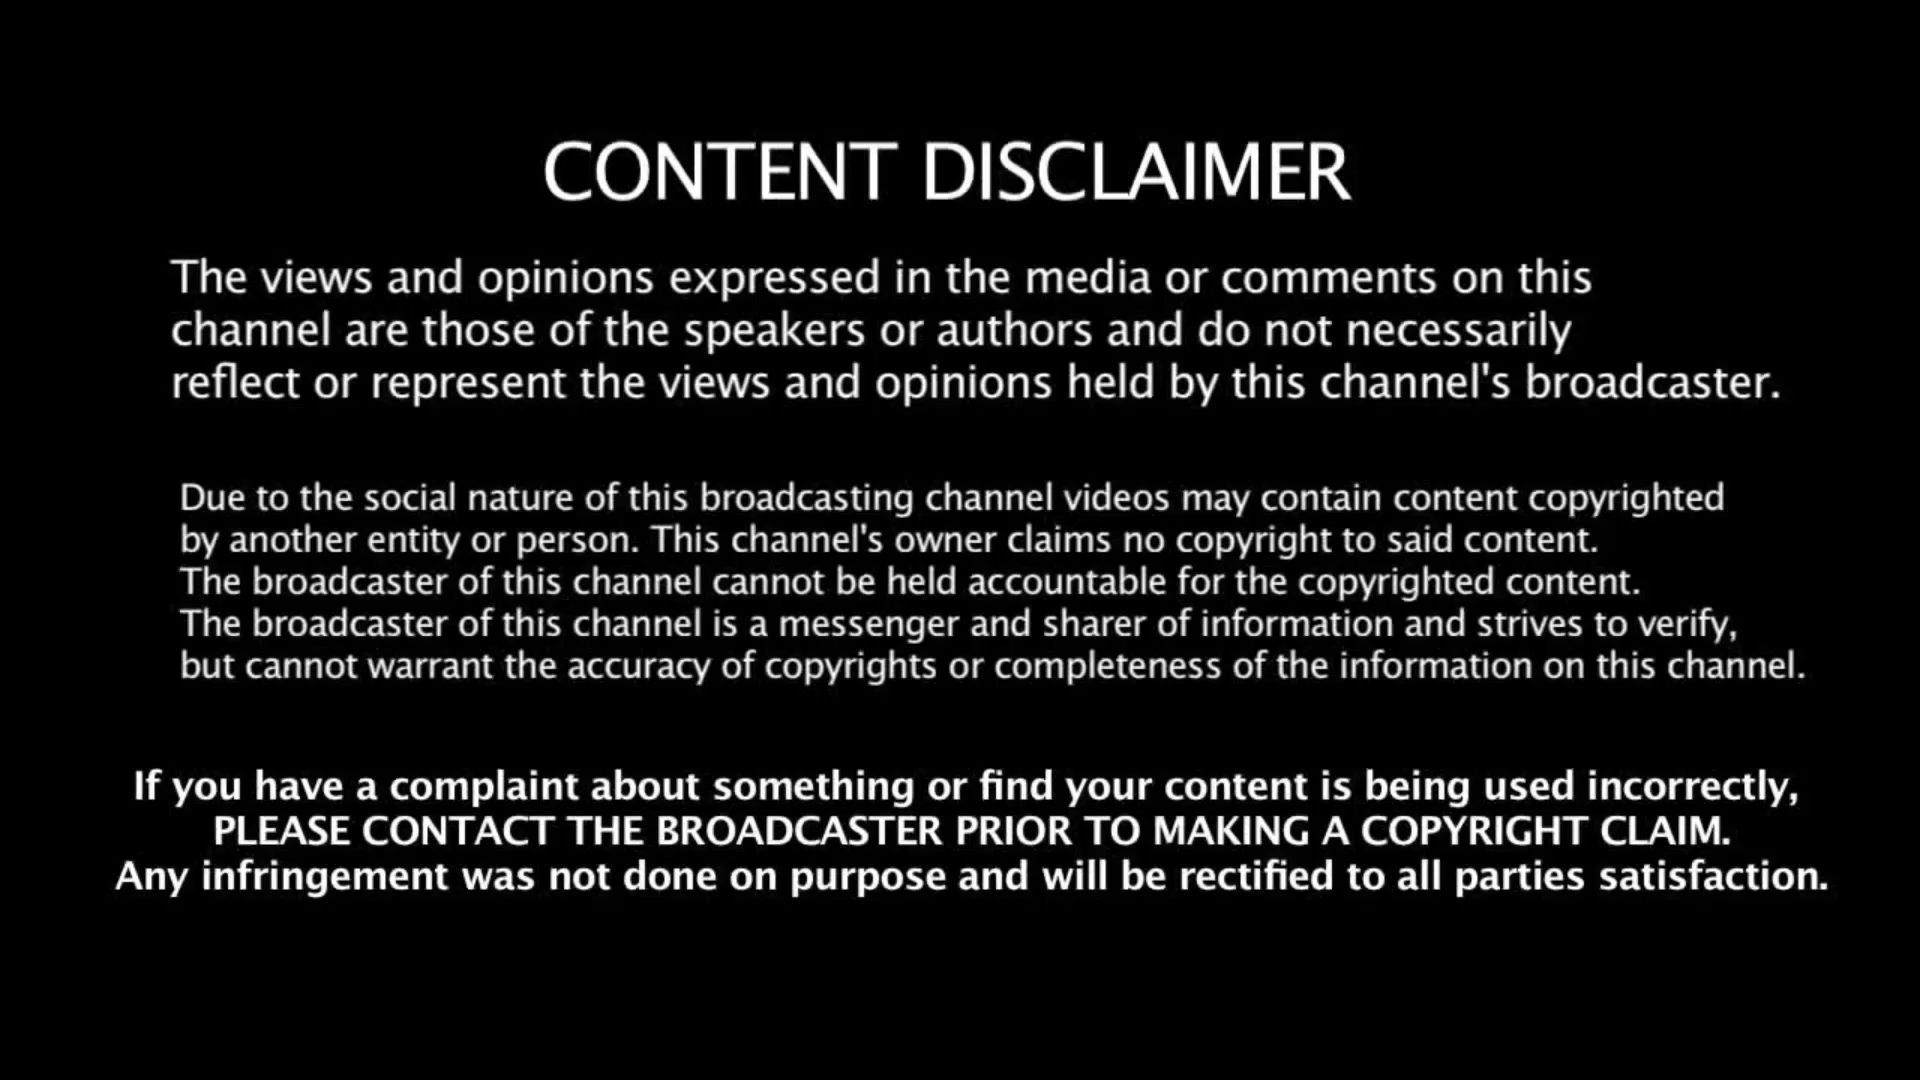 CONTENT DISCLAIMER
The views and opinions expressed in the media or comments on this
channel are those of the speakers or authors and do not necessarily
reflect or represent the views and opinions held by this channel's broadcaster.
Due to the social nature of this broadcasting channel videos may contain content copyrighted
by another entity or person. This channel's owner claims no copyright to said content.
The broadcaster of this channel cannot be held accountable for the copyrighted content.
The broadcaster of this channel is a messenger and sharer of information and strives to verify,
but cannot warrant the accuracy of copyrights or completeness of the information on this channel.
If you have a complaint about something or find your content is being used incorrectly,
PLEASE CONTACT THE BROADCASTER PRIOR TO MAKING A COPYRIGHT CLAIM.
Any infringement was not done on purpose and will be rectified to all parties satisfaction.